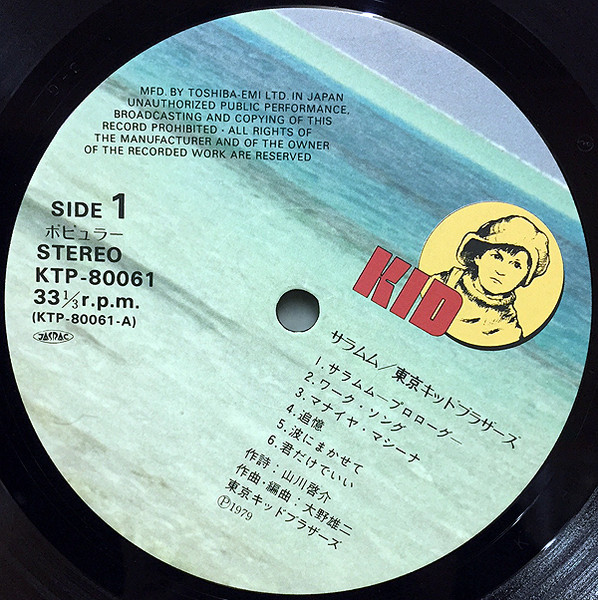 MFD. BY TOSHIBA-EMI LTD. IN JAPAN
UNAUTHORIZED PUBLIC PERFORMANCE,
BROADCASTING AND COPYING OF THIS
RECORD PROHIBITED · ALL RIGHTS OF
THE MANUFACTURER AND OF THE OWNER
OF THE RECORDED WORK ARE RESERVED
SIDE 1
ポピュラー
STEREO
KTP-80061
33 1/3 r.p.m.
(KTP-80061-A)
JASRAC
KID
サラムム/東京キッドブラザーズ
1. サラムム―プロローグ―
2. ワーク・ソング
3. マナイヤ・マシーナ
4. 追憶
5. 波にまかせて
6. 君だけでいい
作詩：山川啓介
作曲・編曲：大野雄二
東京キッドブラザーズ
Ⓟ1979